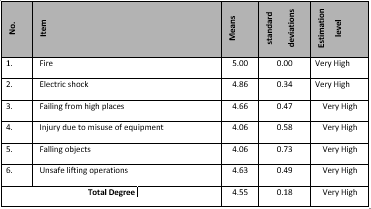 No. Item Means standard deviations Estimation level
1. Fire 5.00 0.00 Very High
2. Electric shock 4.86 0.34 Very High
3. Failing from high places 4.66 0.47 Very High
4. Injury due to misuse of equipment 4.06 0.58 Very High
5. Falling objects 4.06 0.73 Very High
6. Unsafe lifting operations 4.63 0.49 Very High
Total Degree 4.55 0.18 Very High